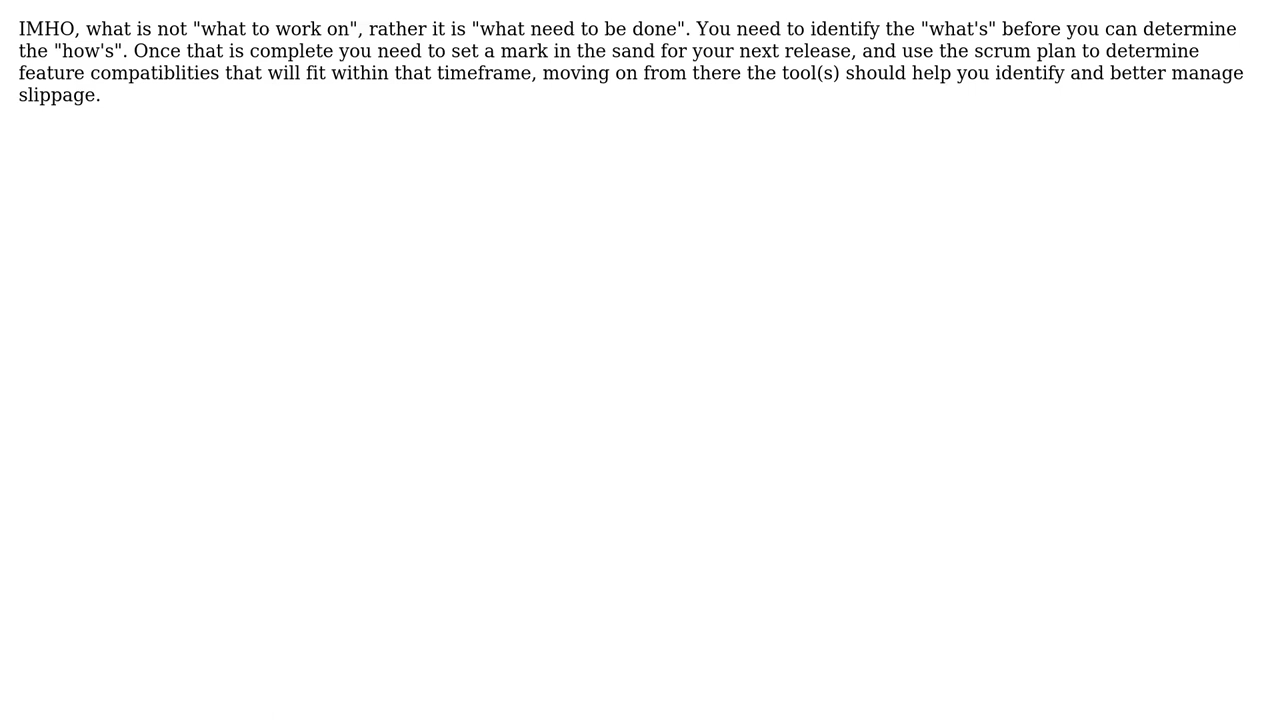 IMHO, what is not "what to work on", rather it is "what need to be done". You need to identify the "what's" before you can determine
the "how's". Once that is complete you need to set a mark in the sand for your next release, and use the scrum plan to determine
feature compatiblities that will fit within that timeframe, moving on from there the tool(s) should help you identify and better manage
slippage.